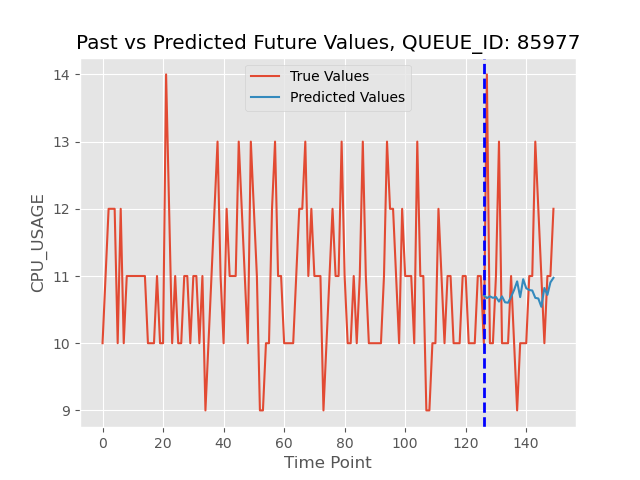 Past vs Predicted Future Values, QUEUE_ID: 85977
True Values
Predicted Values
14
13
12
11
10
9
CPU_USAGE
0 20 40 60 80 100 120 140
Time Point